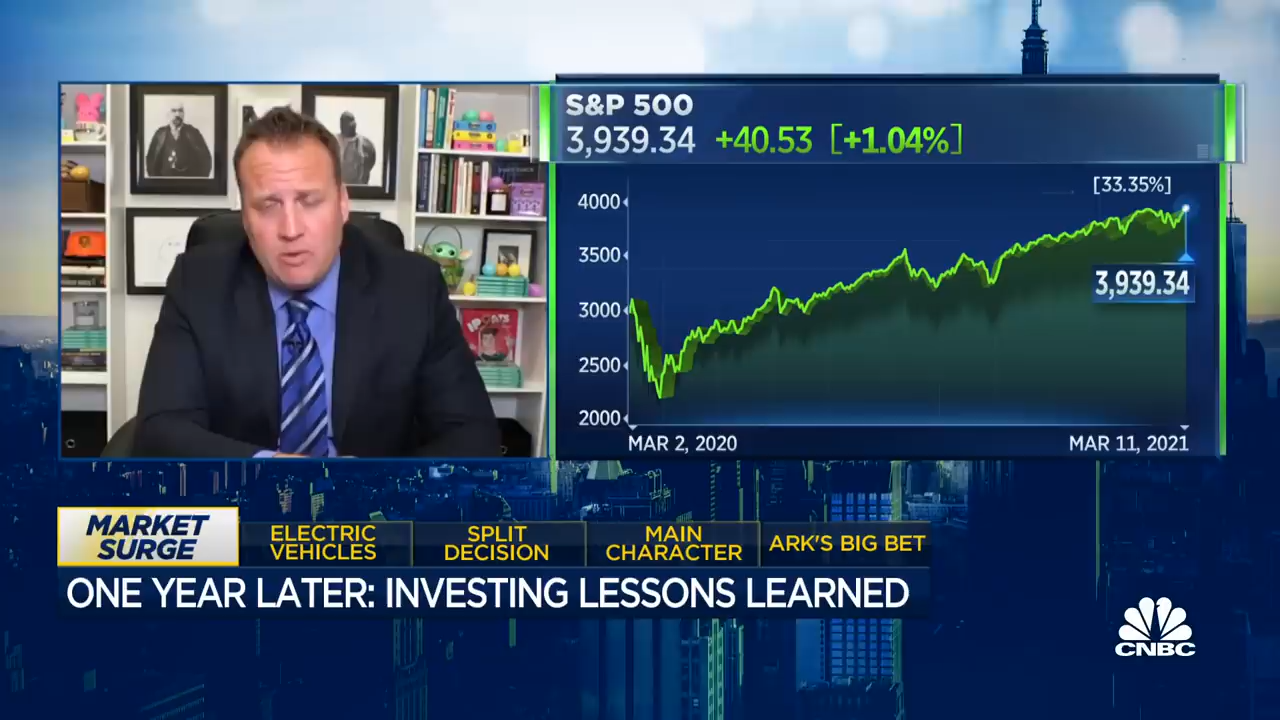 S&P 500
3,939.34 +40.53 [+1.04%]
[33.35%]
4000
3500
3,939.34
3000
2500
2000
MAR 2, 2020 MAR 11, 2021
MARKET
SURGE
ELECTRIC
VEHICLES
SPLIT
DECISION
MAIN
CHARACTER
ARK'S BIG BET
ONE YEAR LATER: INVESTING LESSONS LEARNED
CNBC